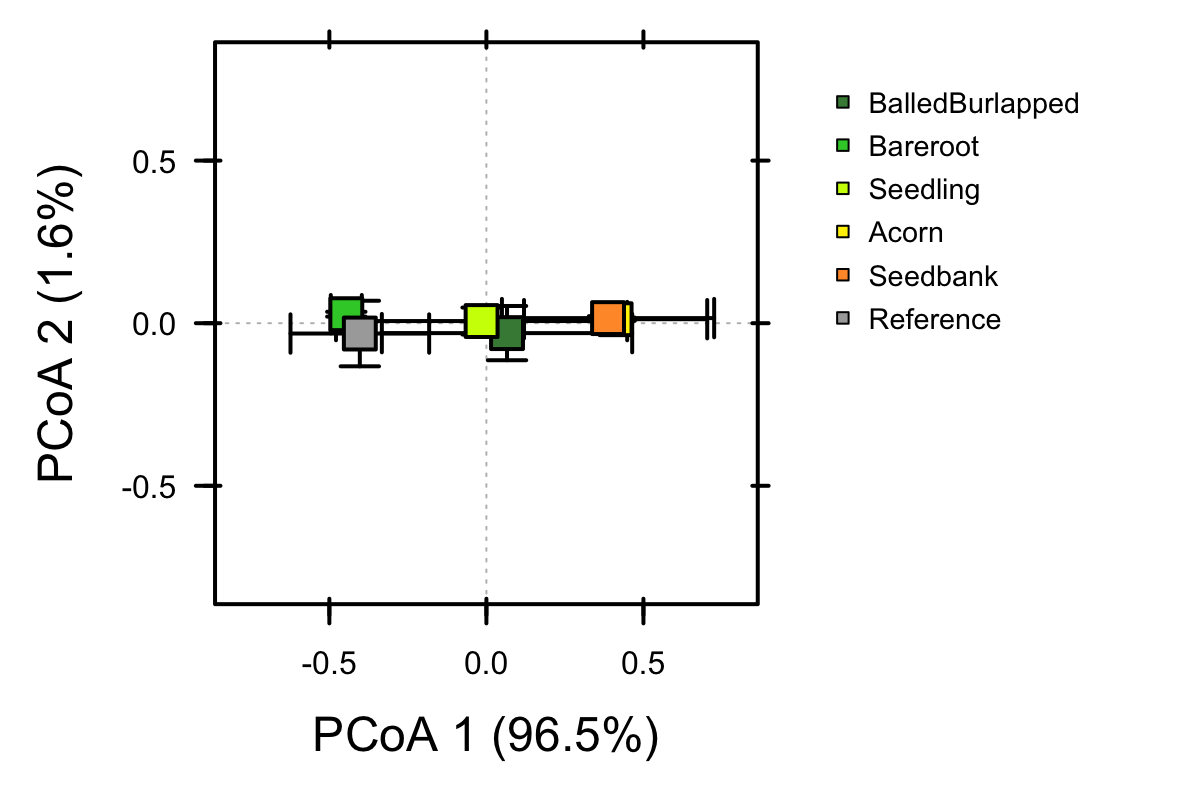 BalledBurlapped
Bareroot
Seedling
Acorn
Seedbank
Reference
PCoA 2 (1.6%)
0.5
0.0
-0.5
-0.5
0.0
0.5
PCoA 1 (96.5%)